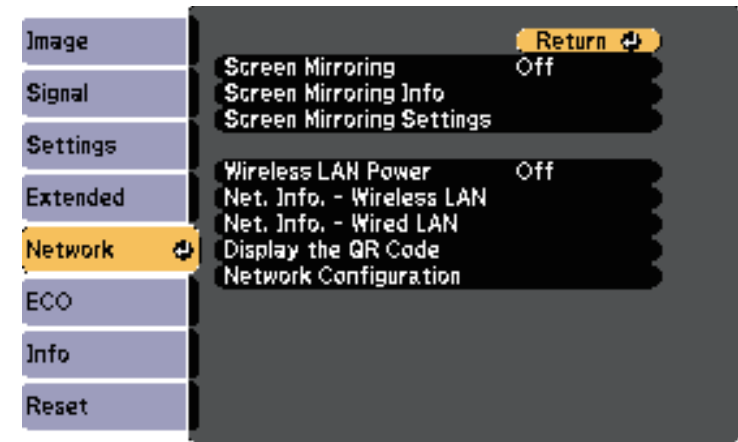 Image
Signal
Settings
Extended
Network
ECO
Info
Reset
Return
Screen Mirroring Off
Screen Mirroring Info
Screen Mirroring Settings
Wireless LAN Power Off
Net. Info. - Wireless LAN
Net. Info. - Wired LAN
Display the QR Code
Network Configuration